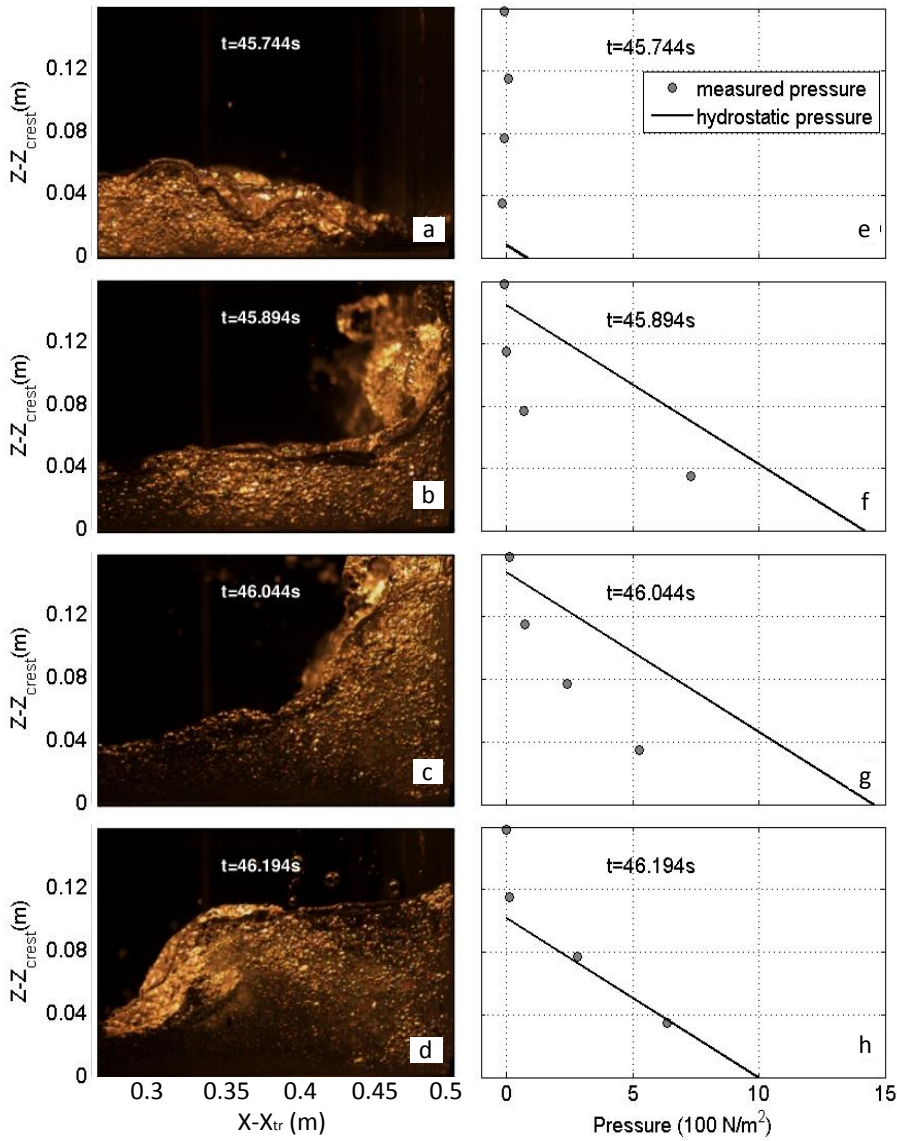 t=45.744s
0.12
0.08
0.04
0
Z-Z_crest(m)
a
t=45.744s
measured pressure
hydrostatic pressure
e
t=45.894s
0.12
0.08
0.04
0
Z-Z_crest(m)
b
t=45.894s
f
t=46.044s
0.12
0.08
0.04
0
Z-Z_crest(m)
c
t=46.044s
g
t=46.194s
0.12
0.08
0.04
0
Z-Z_crest(m)
d
t=46.194s
h
0.3 0.35 0.4 0.45 0.5
X-X_tr (m)
0 5 10 15
Pressure (100 N/m²)